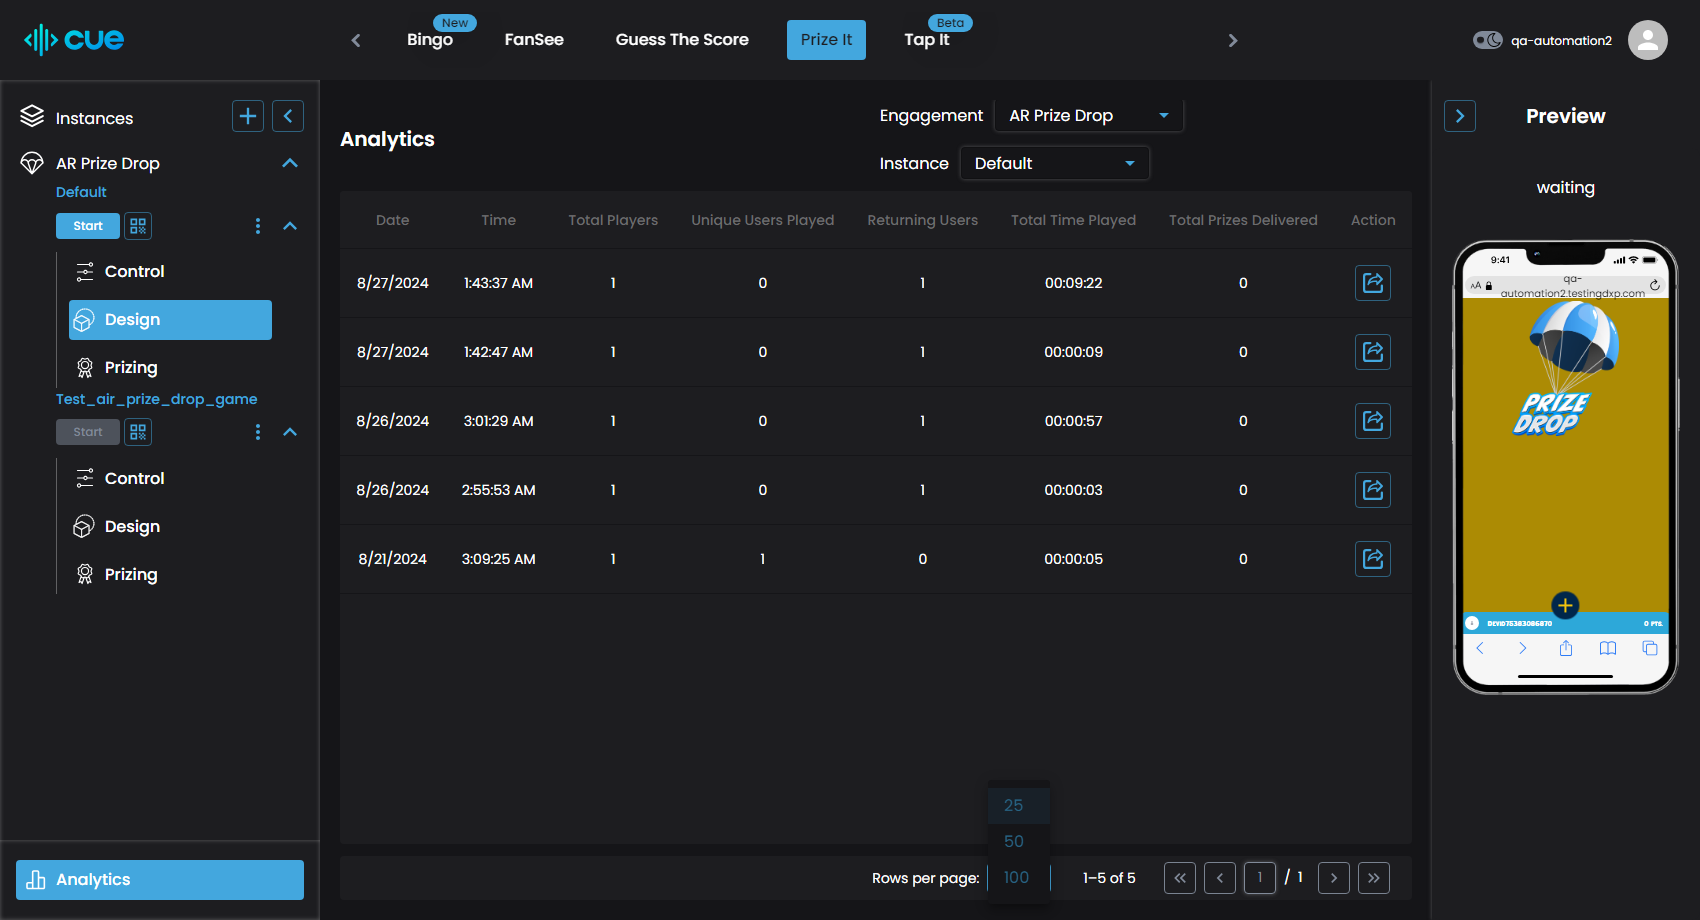 cue
New
Bingo
FanSee
Guess The Score
Prize It
Beta
Tap It
qa-automation2
Instances
AR Prize Drop
Default
Start
Control
Design
Prizing
Test_air_prize_drop_game
Start
Control
Design
Prizing
Analytics
Analytics
Engagement AR Prize Drop
Instance Default
Date Time Total Players Unique Users Played Returning Users Total Time Played Total Prizes Delivered Action
8/27/2024 1:43:37 AM 1 0 1 00:09:22 0
8/27/2024 1:42:47 AM 1 0 1 00:00:09 0
8/26/2024 3:01:29 AM 1 0 1 00:00:57 0
8/26/2024 2:55:53 AM 1 0 1 00:00:03 0
8/21/2024 3:09:25 AM 1 1 0 00:00:05 0
25
50
100
Rows per page:
1–5 of 5
1 / 1
Preview
waiting
9:41
AA
qa-
automation2.testingdxp.com
PRIZE
DROP
0 PTS.